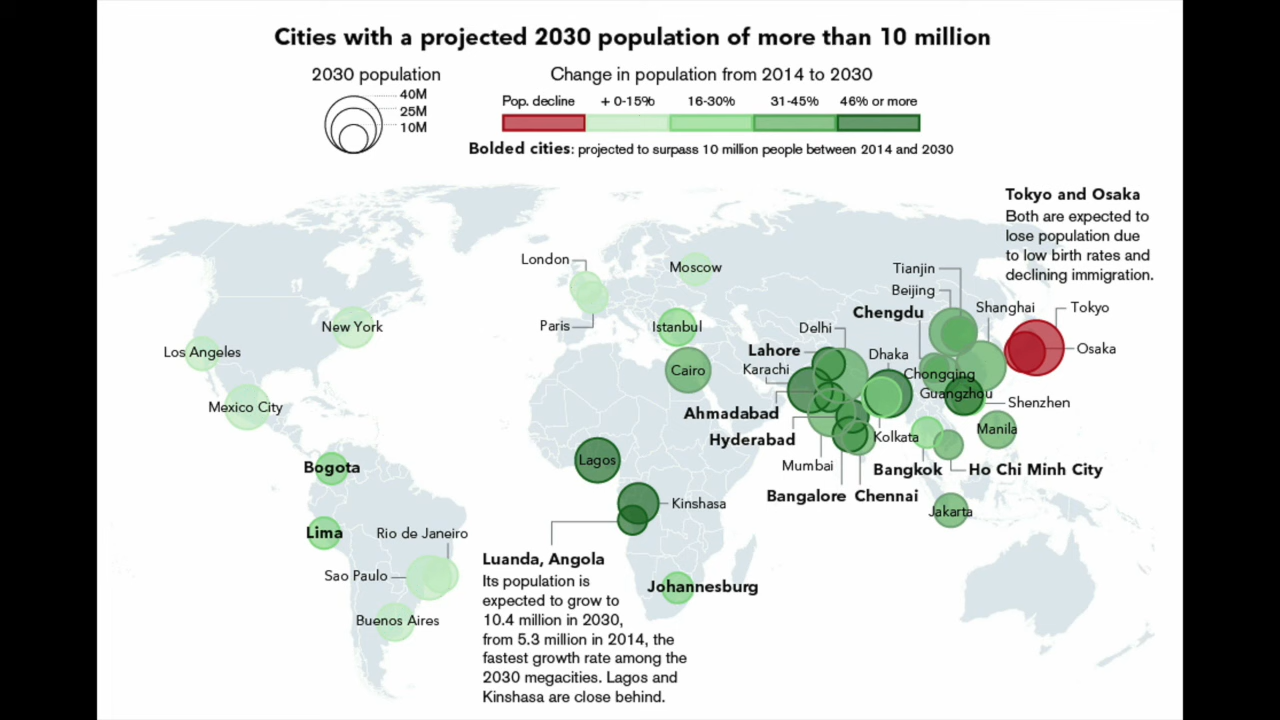 Cities with a projected 2030 population of more than 10 million
2030 population
40M
25M
10M
Change in population from 2014 to 2030
Pop. decline
+ 0-15%
16-30%
31-45%
46% or more
Bolded cities: projected to surpass 10 million people between 2014 and 2030
Tokyo and Osaka
Both are expected to
lose population due
to low birth rates and
declining immigration.
London
Moscow
Tianjin
Beijing
Chengdu
Shanghai
Tokyo
New York
Paris
Istanbul
Delhi
Los Angeles
Lahore
Dhaka
Osaka
Cairo
Karachi
Chongqing
Guangzhou
Mexico City
Ahmadabad
Shenzhen
Hyderabad
Kolkata
Manila
Bogota
Lagos
Mumbai
Bangkok
Ho Chi Minh City
Bangalore
Chennai
Kinshasa
Jakarta
Lima
Rio de Janeiro
Sao Paulo
Buenos Aires
Johannesburg
Luanda, Angola
Its population is
expected to grow to
10.4 million in 2030,
from 5.3 million in 2014, the
fastest growth rate among the
2030 megacities. Lagos and
Kinshasa are close behind.